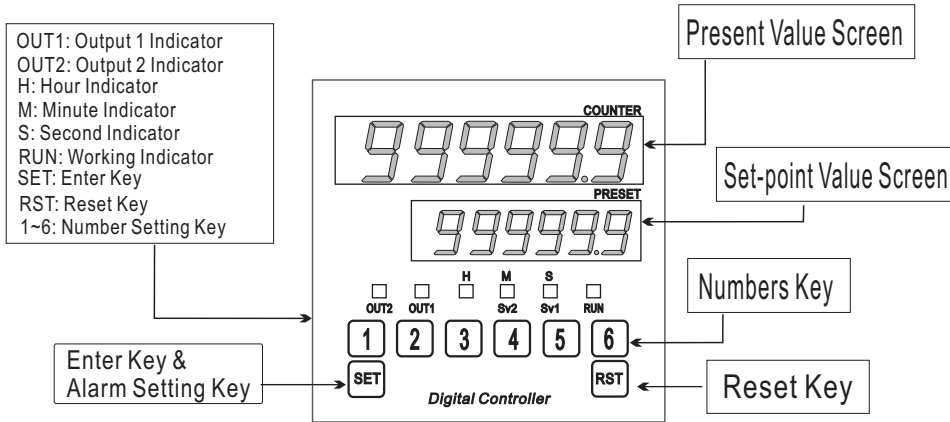 OUT1: Output 1 Indicator
OUT2: Output 2 Indicator
H: Hour Indicator
M: Minute Indicator
S: Second Indicator
RUN: Working Indicator
SET: Enter Key
RST: Reset Key
1~6: Number Setting Key
Present Value Screen
COUNTER
99999.9
Set-point Value Screen
PRESET
99999.9
H M S
OUT2 OUT1 Sv2 Sv1 RUN
Numbers Key
1 2 3 4 5 6
Enter Key &
Alarm Setting Key
SET RST
Reset Key
Digital Controller